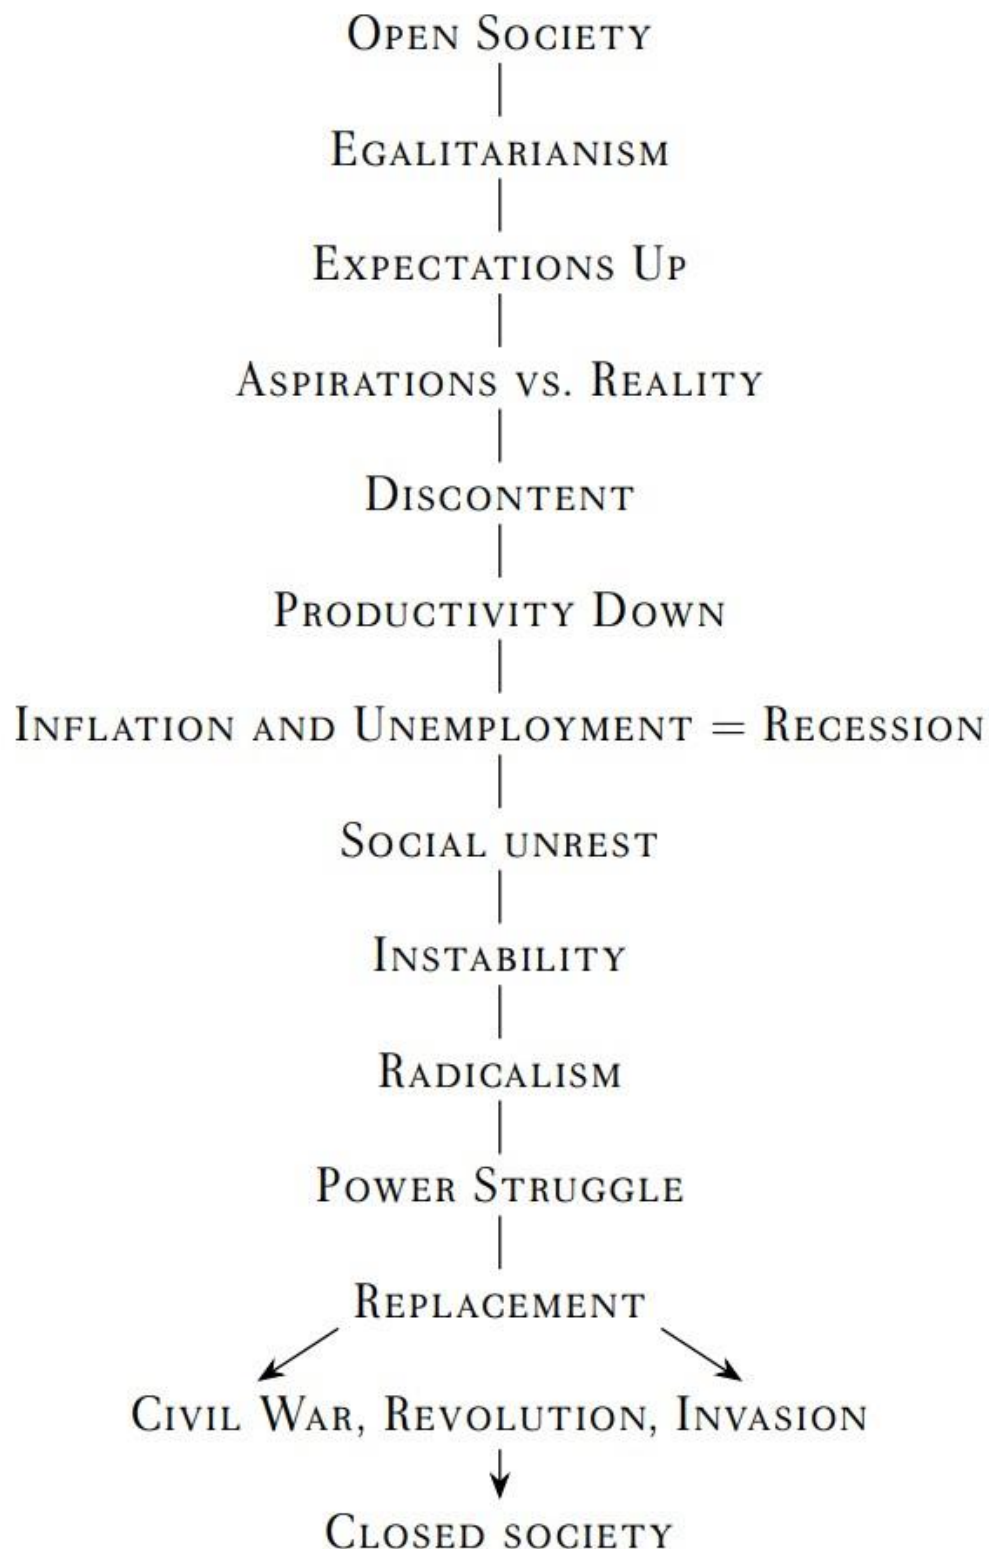 Open Society
Egalitarianism
Expectations Up
Aspirations vs. Reality
Discontent
Productivity Down
Inflation and Unemployment = Recession
Social unrest
Instability
Radicalism
Power Struggle
Replacement
Civil War, Revolution, Invasion
Closed society